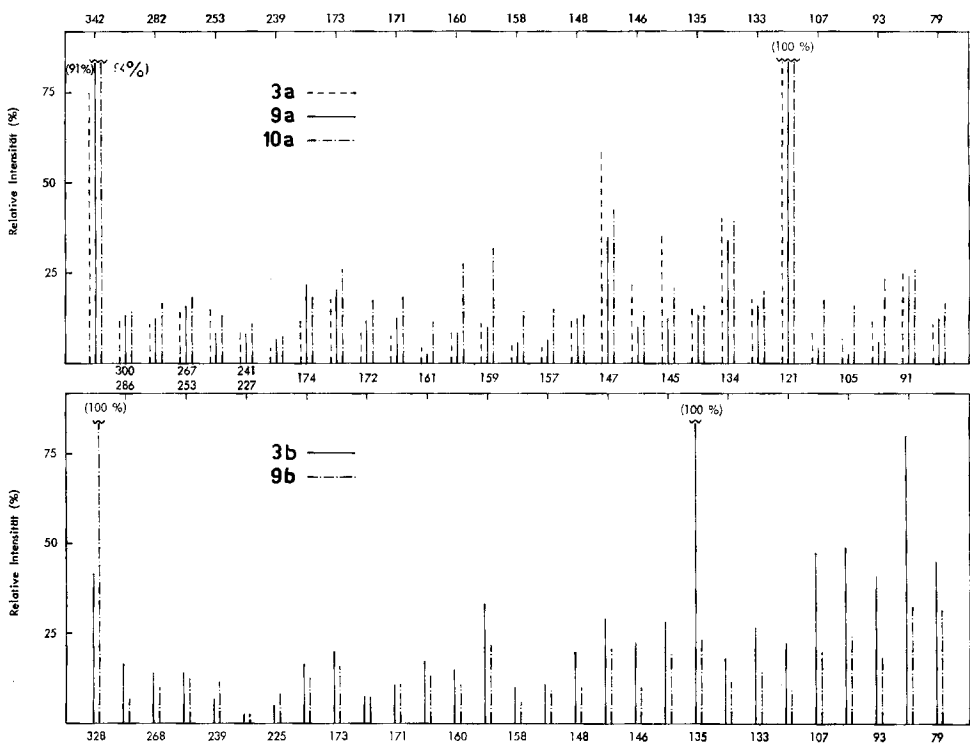 342 282 253 239 173 171 160 158 148 146 135 133 107 93 79
(100 %)
(91%)
3a
9a
10a
75
50
25
Relative Intensität (%)
300 267 241 174 172 161 159 157 147 145 134 121 105 91
286 253 227
(100 %) (100 %)
3b
9b
75
50
25
Relative Intensität (%)
328 268 239 225 173 171 160 158 148 146 135 133 107 93 79